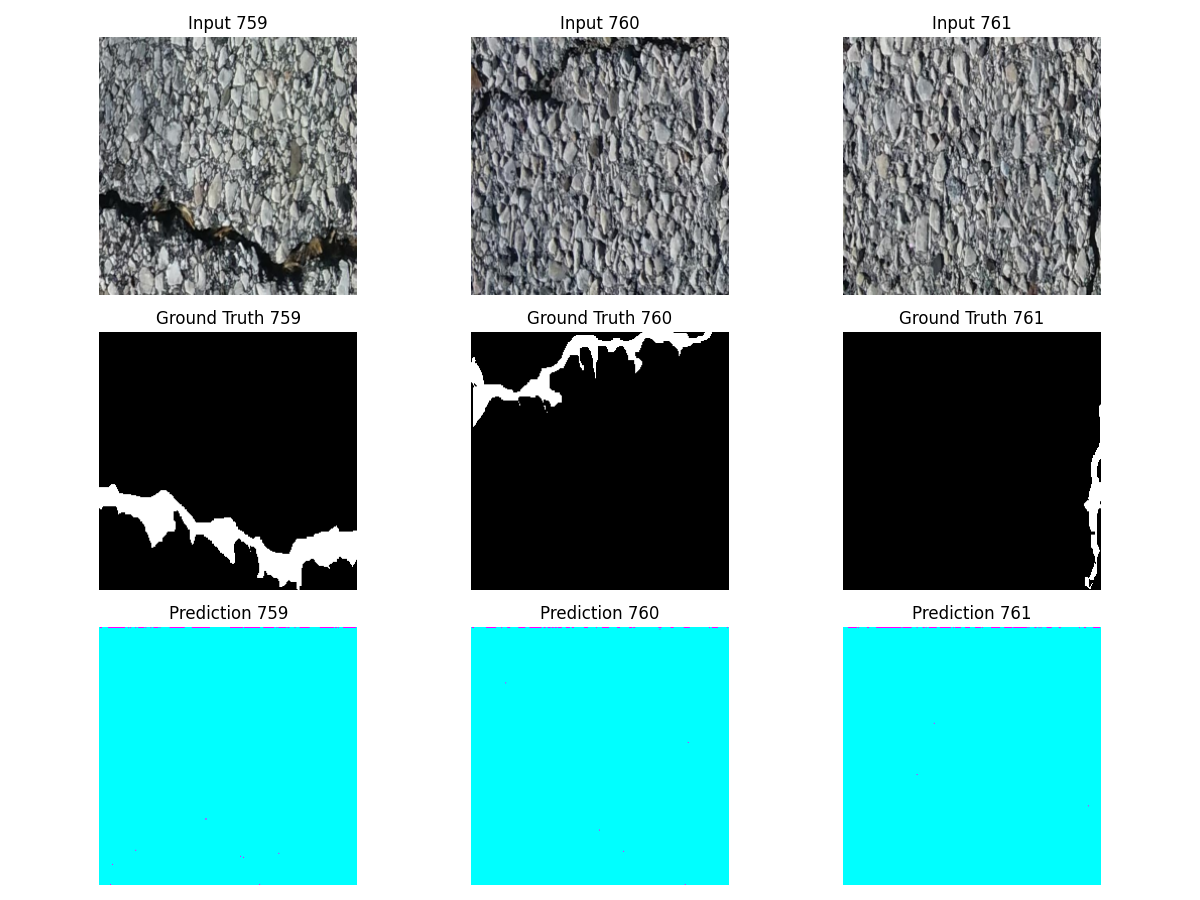 Input 759
Input 760
Input 761
Ground Truth 759
Ground Truth 760
Ground Truth 761
Prediction 759
Prediction 760
Prediction 761